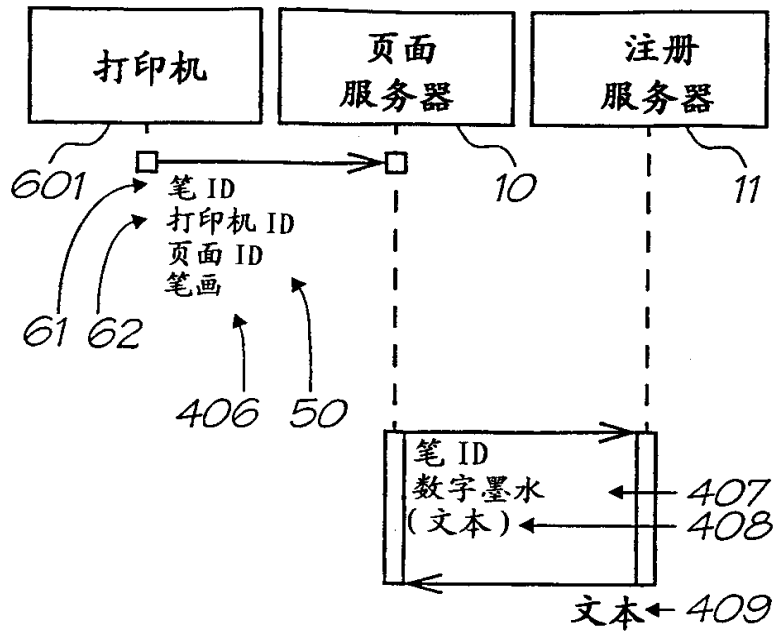 打印机
页面
服务器
注册
服务器
601
10
11
笔 ID
打印机 ID
页面 ID
笔画
61
62
406
50
笔 ID
数字墨水
(文本)
407
408
文本
409